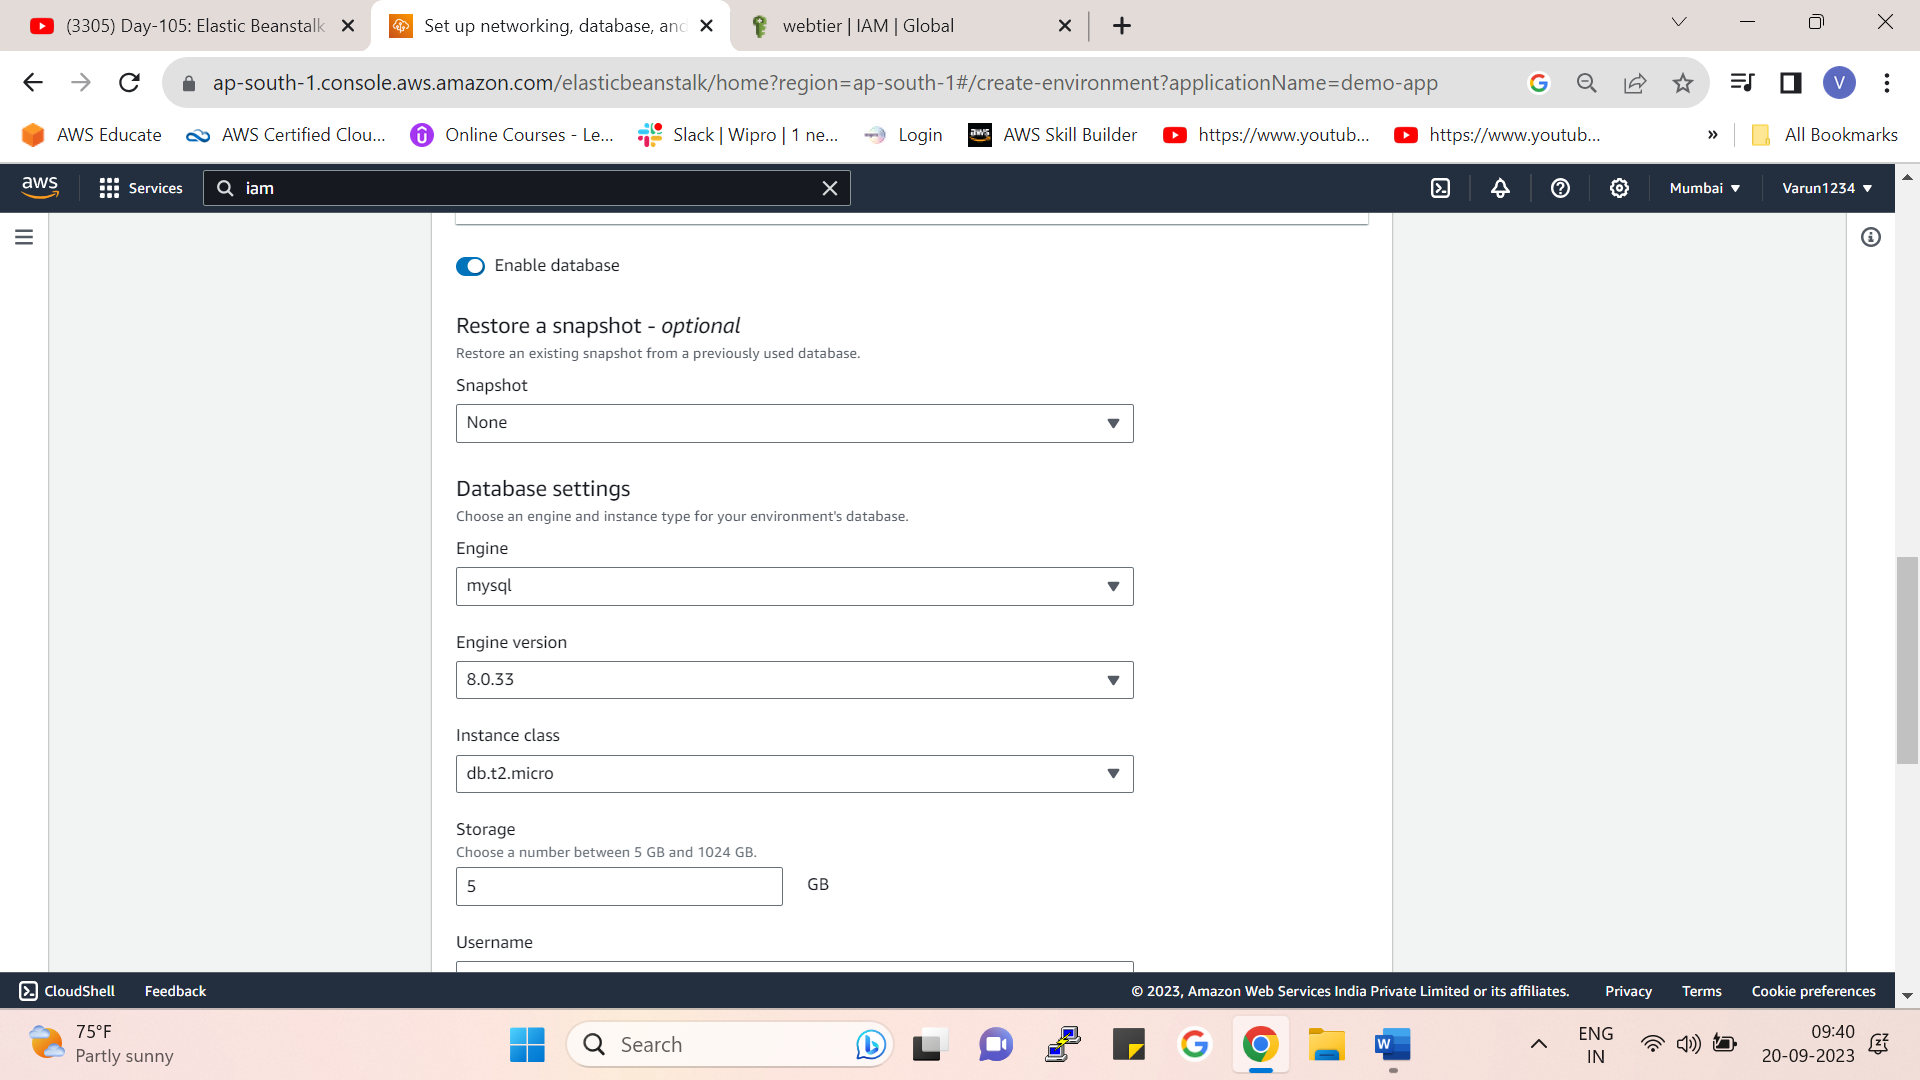 (3305) Day-105: Elastic Beanstalk
Set up networking, database, and
webtier | IAM | Global
ap-south-1.console.aws.amazon.com/elasticbeanstalk/home?region=ap-south-1#/create-environment?applicationName=demo-app
V
AWS Educate
AWS Certified Clou...
Online Courses - Le...
Slack | Wipro | 1 ne...
Login
AWS Skill Builder
https://www.youtub...
https://www.youtub...
»
All Bookmarks
aws
Services
iam
Mumbai
Varun1234
Enable database
Restore a snapshot - optional
Restore an existing snapshot from a previously used database.
Snapshot
None
Database settings
Choose an engine and instance type for your environment's database.
Engine
mysql
Engine version
8.0.33
Instance class
db.t2.micro
Storage
Choose a number between 5 GB and 1024 GB.
5
GB
Username
CloudShell
Feedback
© 2023, Amazon Web Services India Private Limited or its affiliates.
Privacy
Terms
Cookie preferences
75°F
Partly sunny
Search
ENG
IN
09:40
20-09-2023